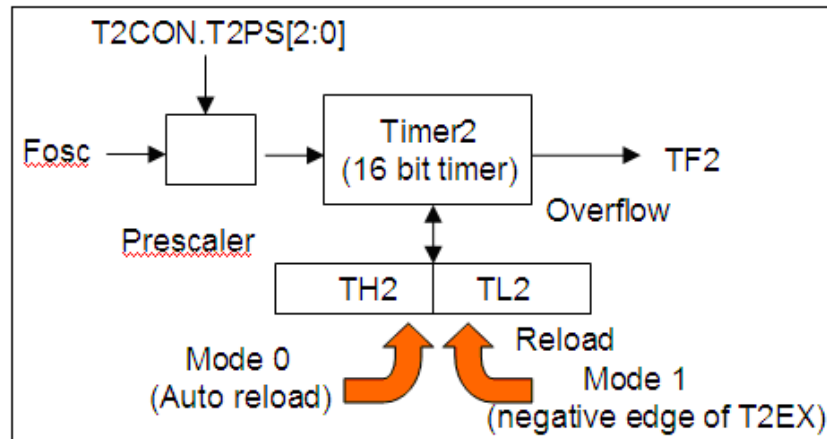 T2CON.T2PS[2:0]
Fosc
Timer2
(16 bit timer)
TF2
Overflow
Prescaler
TH2
TL2
Reload
Mode 0
(Auto reload)
Mode 1
(negative edge of T2EX)